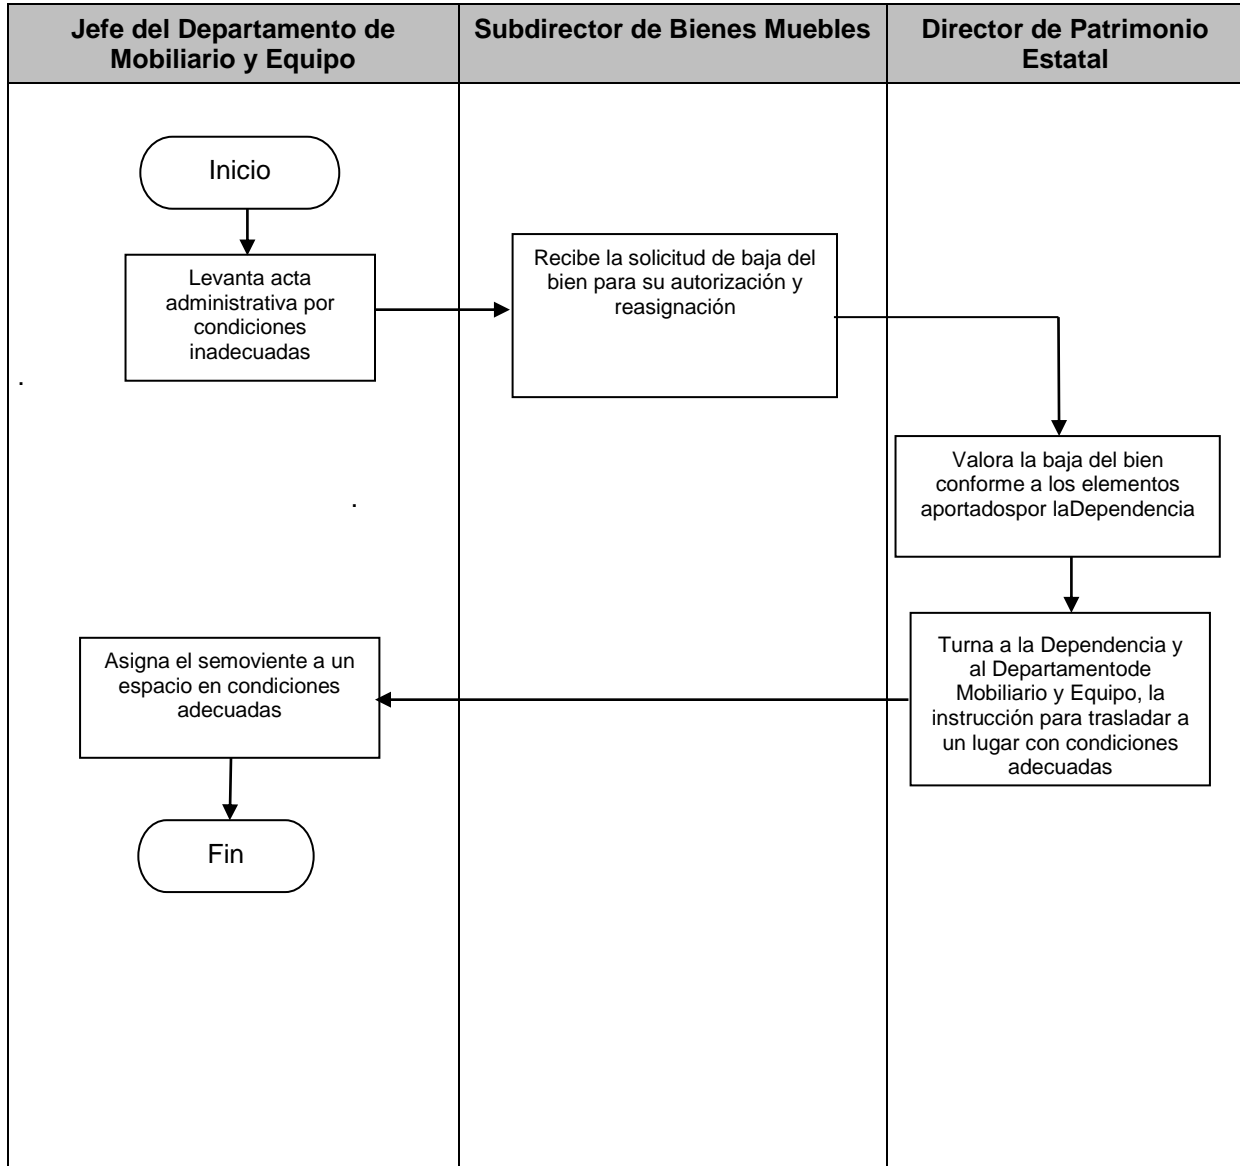 Jefe del Departamento de
Mobiliario y Equipo
Subdirector de Bienes Muebles
Director de Patrimonio
Estatal
Inicio
Levanta acta
administrativa por
condiciones
inadecuadas
Recibe la solicitud de baja del
bien para su autorización y
reasignación
Valora la baja del bien
conforme a los elementos
aportadospor laDependencia
Turna a la Dependencia y
al Departamentode
Mobiliario y Equipo, la
instrucción para trasladar a
un lugar con condiciones
adecuadas
Asigna el semoviente a un
espacio en condiciones
adecuadas
Fin
.
.